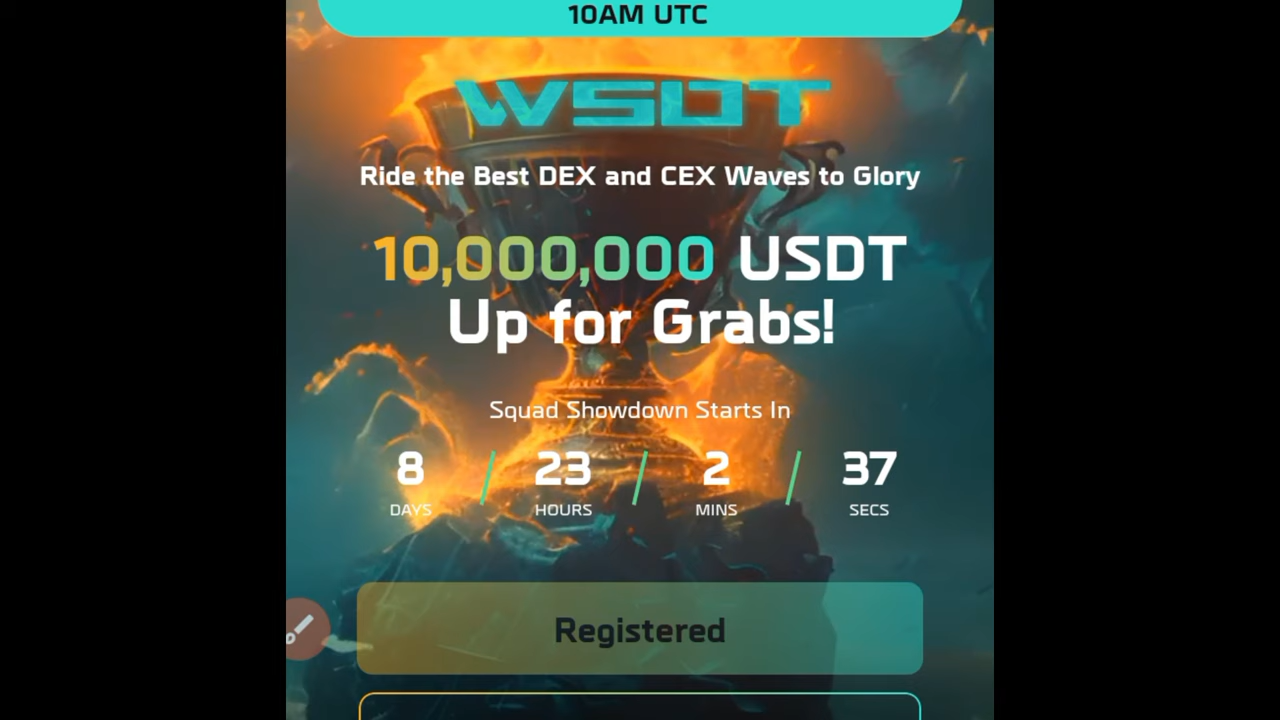 10AM UTC
WSDT
Ride the Best DEX and CEX Waves to Glory
10,000,000 USDT
Up for Grabs!
Squad Showdown Starts In
8 / 23 / 2 / 37
DAYS HOURS MINS SECS
Registered